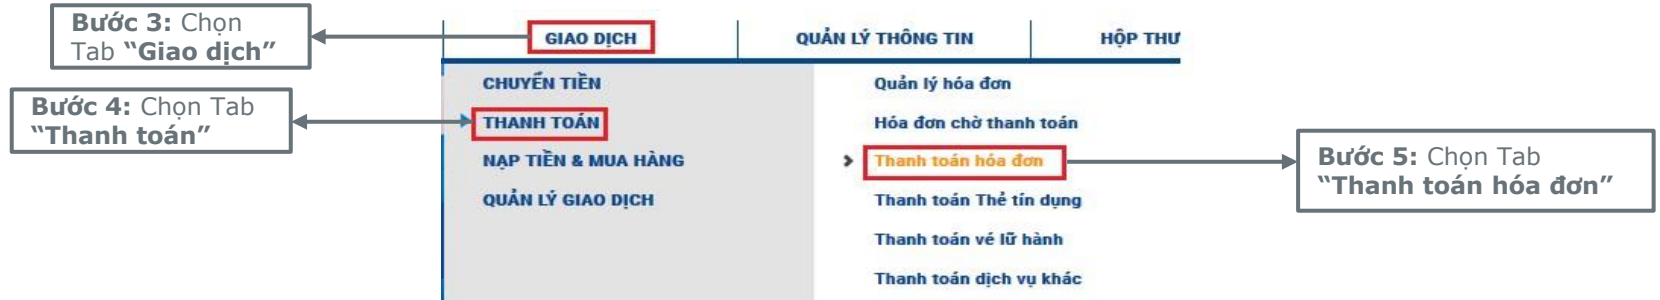 Bước 3: Chọn
Tab “Giao dịch”
GIAO DỊCH
QUẢN LÝ THÔNG TIN
HỘP THƯ
CHUYỂN TIỀN
Quản lý hóa đơn
Bước 4: Chọn Tab
“Thanh toán”
THANH TOÁN
Hóa đơn chờ thanh toán
NẠP TIỀN & MUA HÀNG
Thanh toán hóa đơn
Bước 5: Chọn Tab
“Thanh toán hóa đơn”
QUẢN LÝ GIAO DỊCH
Thanh toán Thẻ tín dụng
Thanh toán vé lữ hành
Thanh toán dịch vụ khác